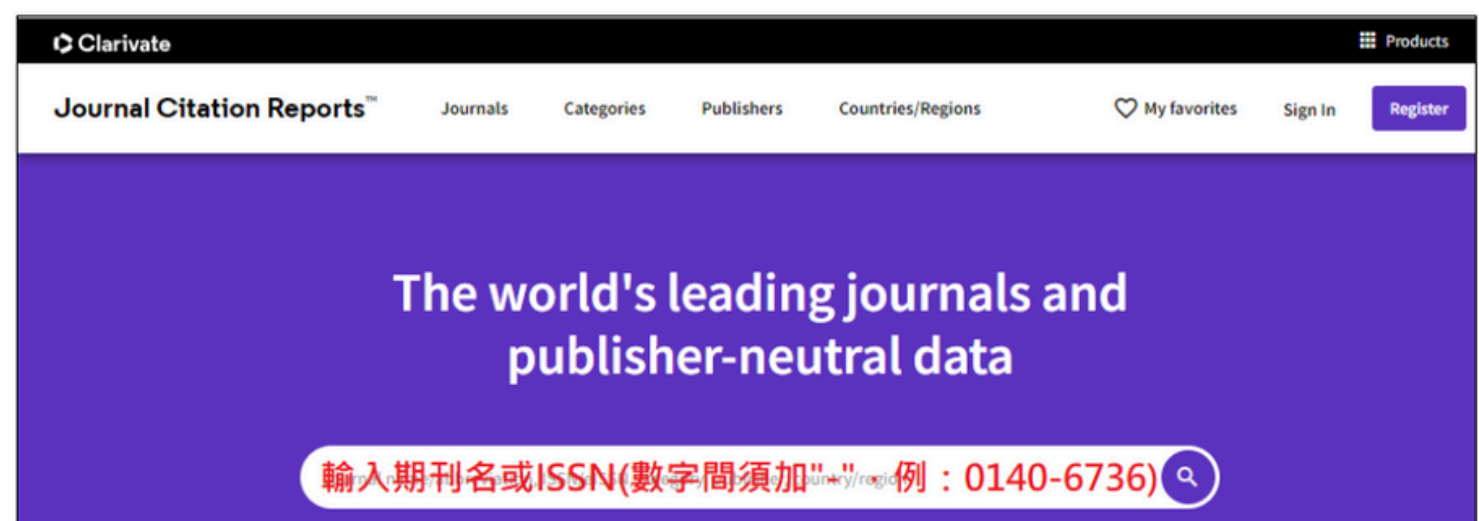 Clarivate
Products
Journal Citation Reports™
Journals
Categories
Publishers
Countries/Regions
My favorites
Sign In
Register
The world's leading journals and
publisher-neutral data
輸入期刊名或ISSN(數字間須加"-"，例：0140-6736)